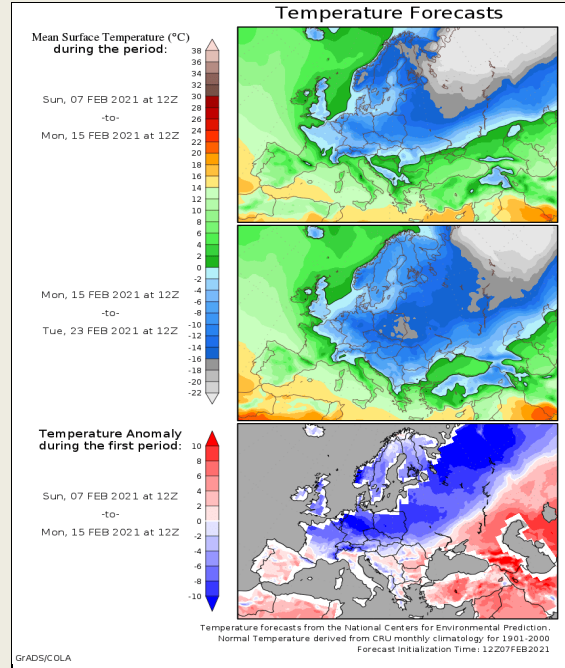 Temperature Forecasts
Mean Surface Temperature (°C)
during the period:
Sun, 07 FEB 2021 at 12Z
-to-
Mon, 15 FEB 2021 at 12Z
38
36
34
32
30
28
26
24
22
20
18
16
14
12
10
8
6
4
2
0
-2
-4
-6
-8
-10
-12
-14
-16
-18
-20
-22
Mon, 15 FEB 2021 at 12Z
-to-
Tue, 23 FEB 2021 at 12Z
Temperature Anomaly
during the first period:
Sun, 07 FEB 2021 at 12Z
-to-
Mon, 15 FEB 2021 at 12Z
10
8
6
4
2
0
-2
-4
-6
-8
-10
Temperature forecasts from the National Centers for Environmental Prediction.
Normal Temperature derived from CRU monthly climatology for 1901-2000
Forecast Initialization Time: 12Z07FEB2021
GrADS/COLA